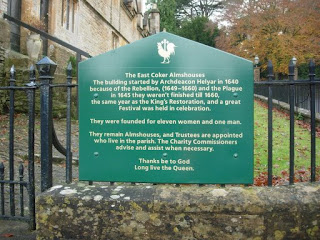 The East Coker Almshouses
The building started by Archdeacon Helyar in 1640
because of the Rebellion, (1649-1660) and the Plague
in 1645 they weren't finished till 1660,
the same year as the King's Restoration, and a great
Festival was held in celebration.
They were founded for eleven women and one man.
They remain Almshouses, and Trustees are appointed
who live in the parish. The Charity Commissioners
advise and assist when necessary.
Thanks be to God
Long live the Queen.